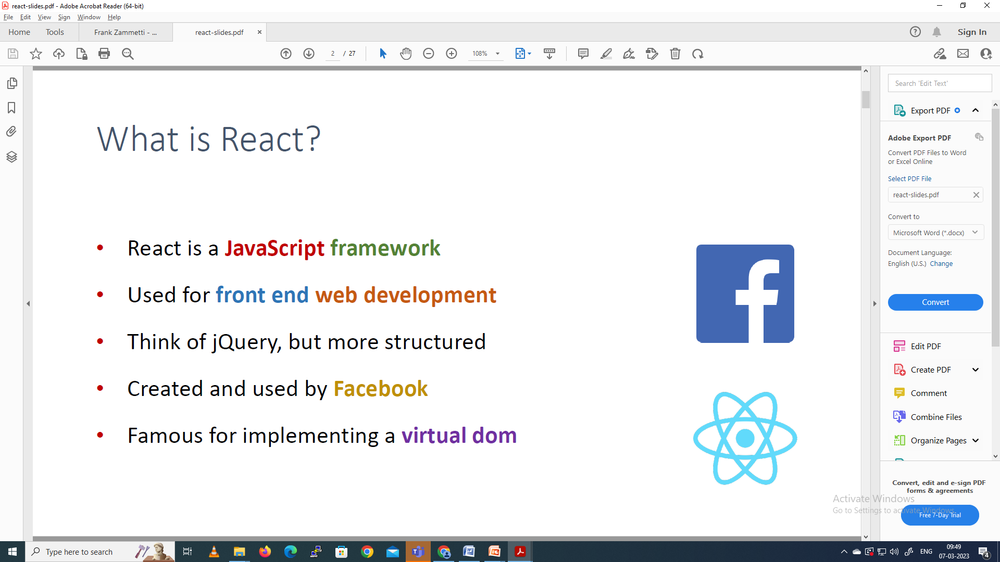 react-slides.pdf - Adobe Acrobat Reader (64-bit)
File Edit View Sign Window Help
Home Tools Frank Zammetti - ... react-slides.pdf Sign In
2 / 27 108%
Search 'Edit Text'
Export PDF
Adobe Export PDF
Convert PDF Files to Word
or Excel Online
Select PDF File
react-slides.pdf
Convert to
Microsoft Word (*.docx)
Document Language:
English (U.S.) Change
Convert
Edit PDF
Create PDF
Comment
Combine Files
Organize Pages
Convert, edit and e-sign PDF
forms & agreements
Free 7-Day Trial
What is React?
• React is a JavaScript framework
• Used for front end web development
• Think of jQuery, but more structured
• Created and used by Facebook
• Famous for implementing a virtual dom
Activate Windows
Go to Settings to activate Windows.
Type here to search
ENG
09:49
07-03-2023
4